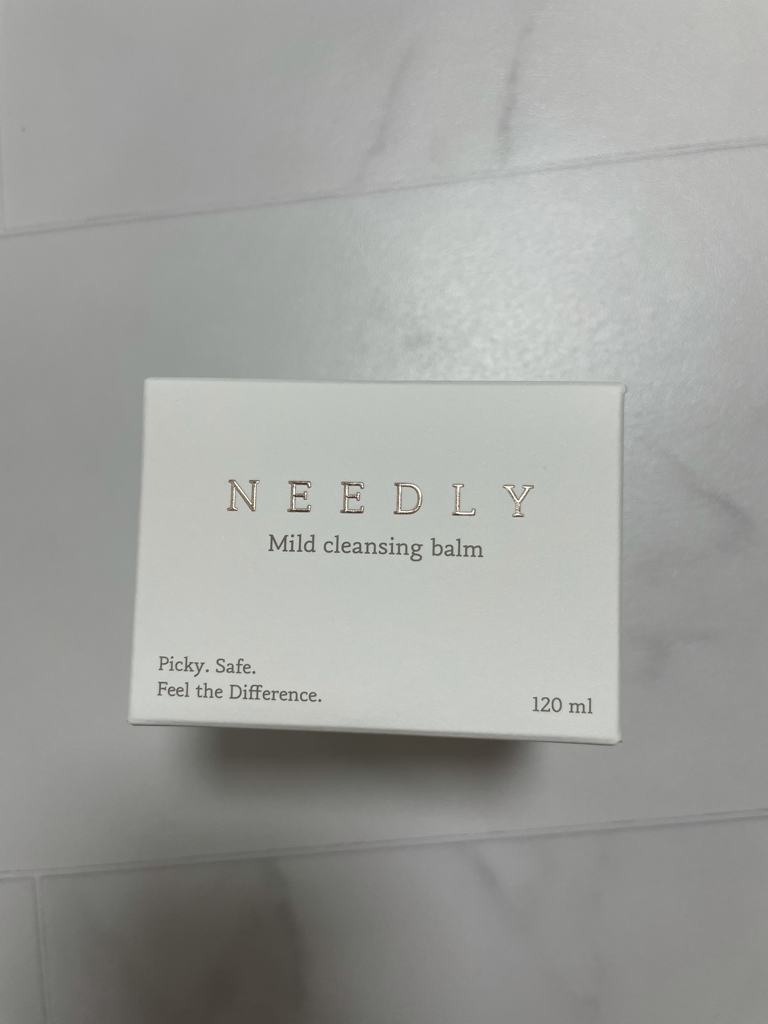 NEEDLY
Mild cleansing balm
Picky. Safe.
Feel the Difference.
120 ml